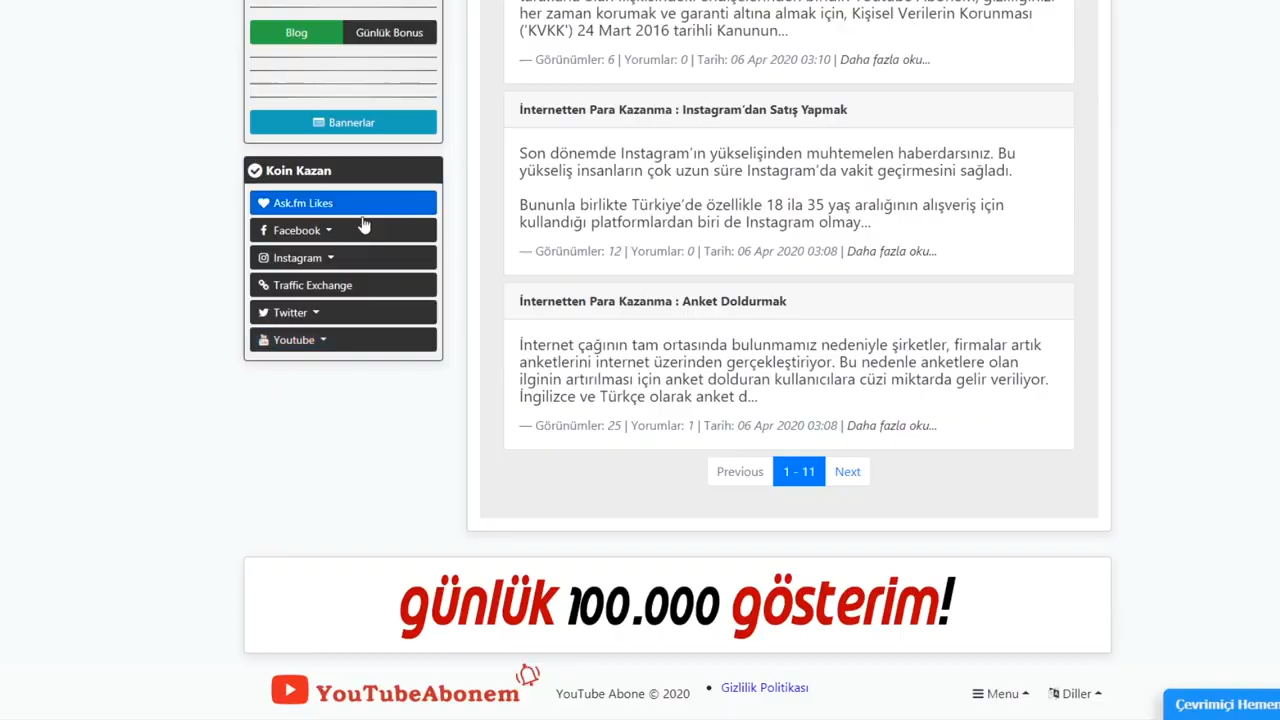 Blog
Günlük Bonus
Bannerlar
Koin Kazan
Ask.fm Likes
Facebook
Instagram
Traffic Exchange
Twitter
Youtube
her zaman korumak ve garanti altına almak için, Kişisel Verilerin Korunması
('KVKK') 24 Mart 2016 tarihli Kanunun...
— Görünümler: 6 | Yorumlar: 0 | Tarih: 06 Apr 2020 03:10 | Daha fazla oku...
İnternetten Para Kazanma : Instagram'dan Satış Yapmak
Son dönemde Instagram'ın yükselişinden muhtemelen haberdarsınız. Bu
yükseliş insanların çok uzun süre Instagram'da vakit geçirmesini sağladı.
Bununla birlikte Türkiye'de özellikle 18 ila 35 yaş aralığının alışveriş için
kullandığı platformlardan biri de Instagram olmay...
— Görünümler: 12 | Yorumlar: 0 | Tarih: 06 Apr 2020 03:08 | Daha fazla oku...
İnternetten Para Kazanma : Anket Doldurmak
İnternet çağının tam ortasında bulunmamız nedeniyle şirketler, firmalar artık
anketlerini internet üzerinden gerçekleştiriyor. Bu nedenle anketlere olan
ilginin artırılması için anket dolduran kullanıcılara cüzi miktarda gelir veriliyor.
İngilizce ve Türkçe olarak anket d...
— Görünümler: 25 | Yorumlar: 1 | Tarih: 06 Apr 2020 03:08 | Daha fazla oku...
Previous 1 - 11 Next
günlük 100.000 gösterim!
YouTubeAbonem
YouTube Abone © 2020 • Gizlilik Politikası
Menu
Diller
Çevrimiçi Hemen